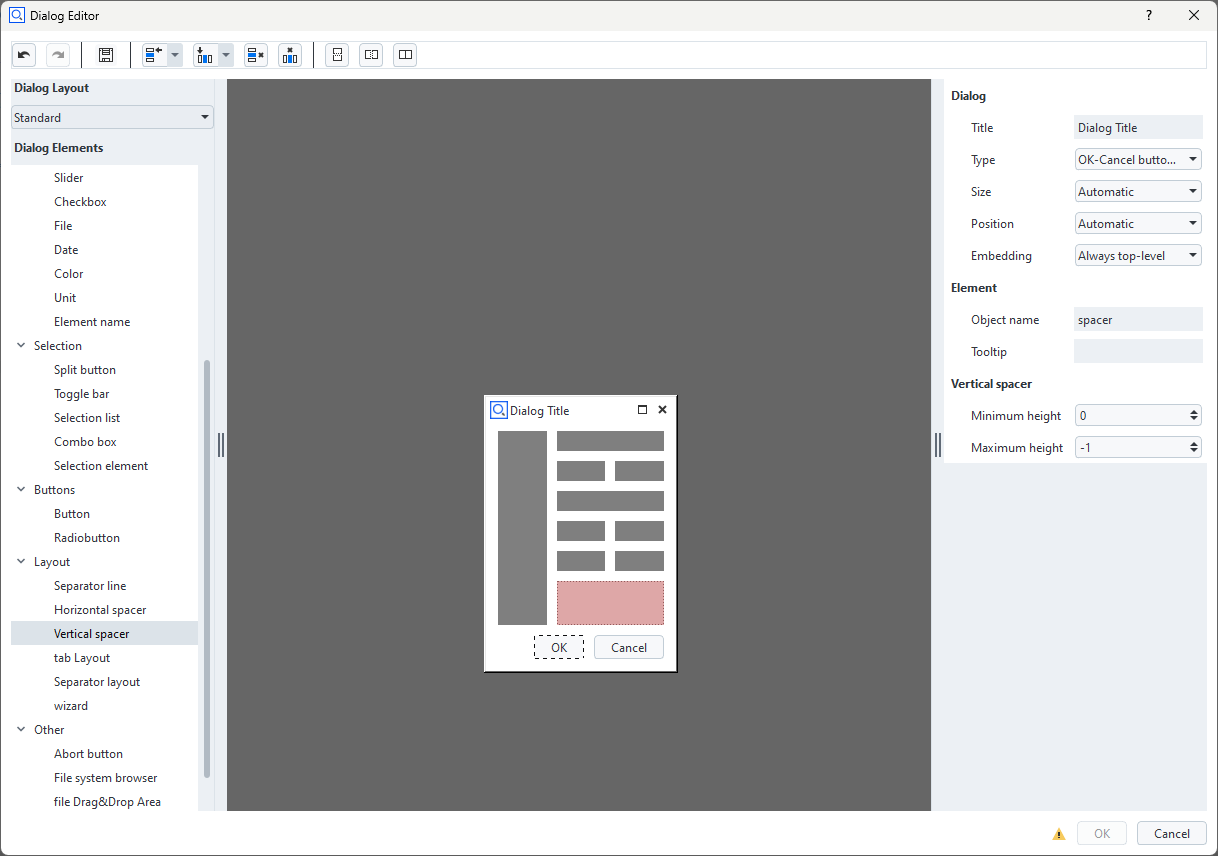 Dialog Editor
?
Dialog Layout
Standard
Dialog Elements
Slider
Checkbox
File
Date
Color
Unit
Element name
Selection
Split button
Toggle bar
Selection list
Combo box
Selection element
Buttons
Button
Radiobutton
Layout
Separator line
Horizontal spacer
Vertical spacer
tab Layout
Separator layout
wizard
Other
Abort button
File system browser
file Drag&Drop Area
Dialog Title
OK Cancel
Dialog
Title Dialog Title
Type OK-Cancel butto...
Size Automatic
Position Automatic
Embedding Always top-level
Element
Object name spacer
Tooltip
Vertical spacer
Minimum height 0
Maximum height -1
OK Cancel